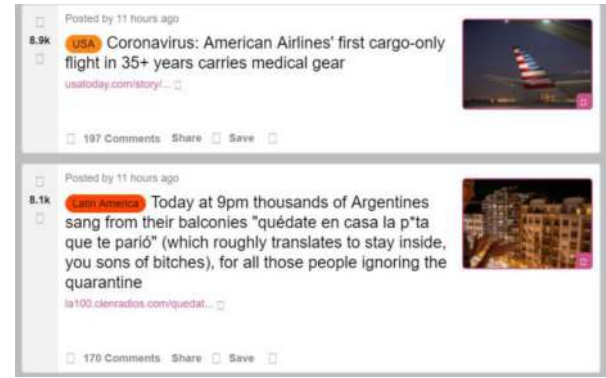 Posted by 11 hours ago
8.9k
USA Coronavirus: American Airlines' first cargo-only
flight in 35+ years carries medical gear
usatoday.com/story/...
197 Comments Share Save
Posted by 11 hours ago
8.1k
Latin America Today at 9pm thousands of Argentines
sang from their balconies "quédate en casa la p*ta
que te parió" (which roughly translates to stay inside,
you sons of bitches), for all those people ignoring the
quarantine
la100.cienradios.com/quedat...
170 Comments Share Save